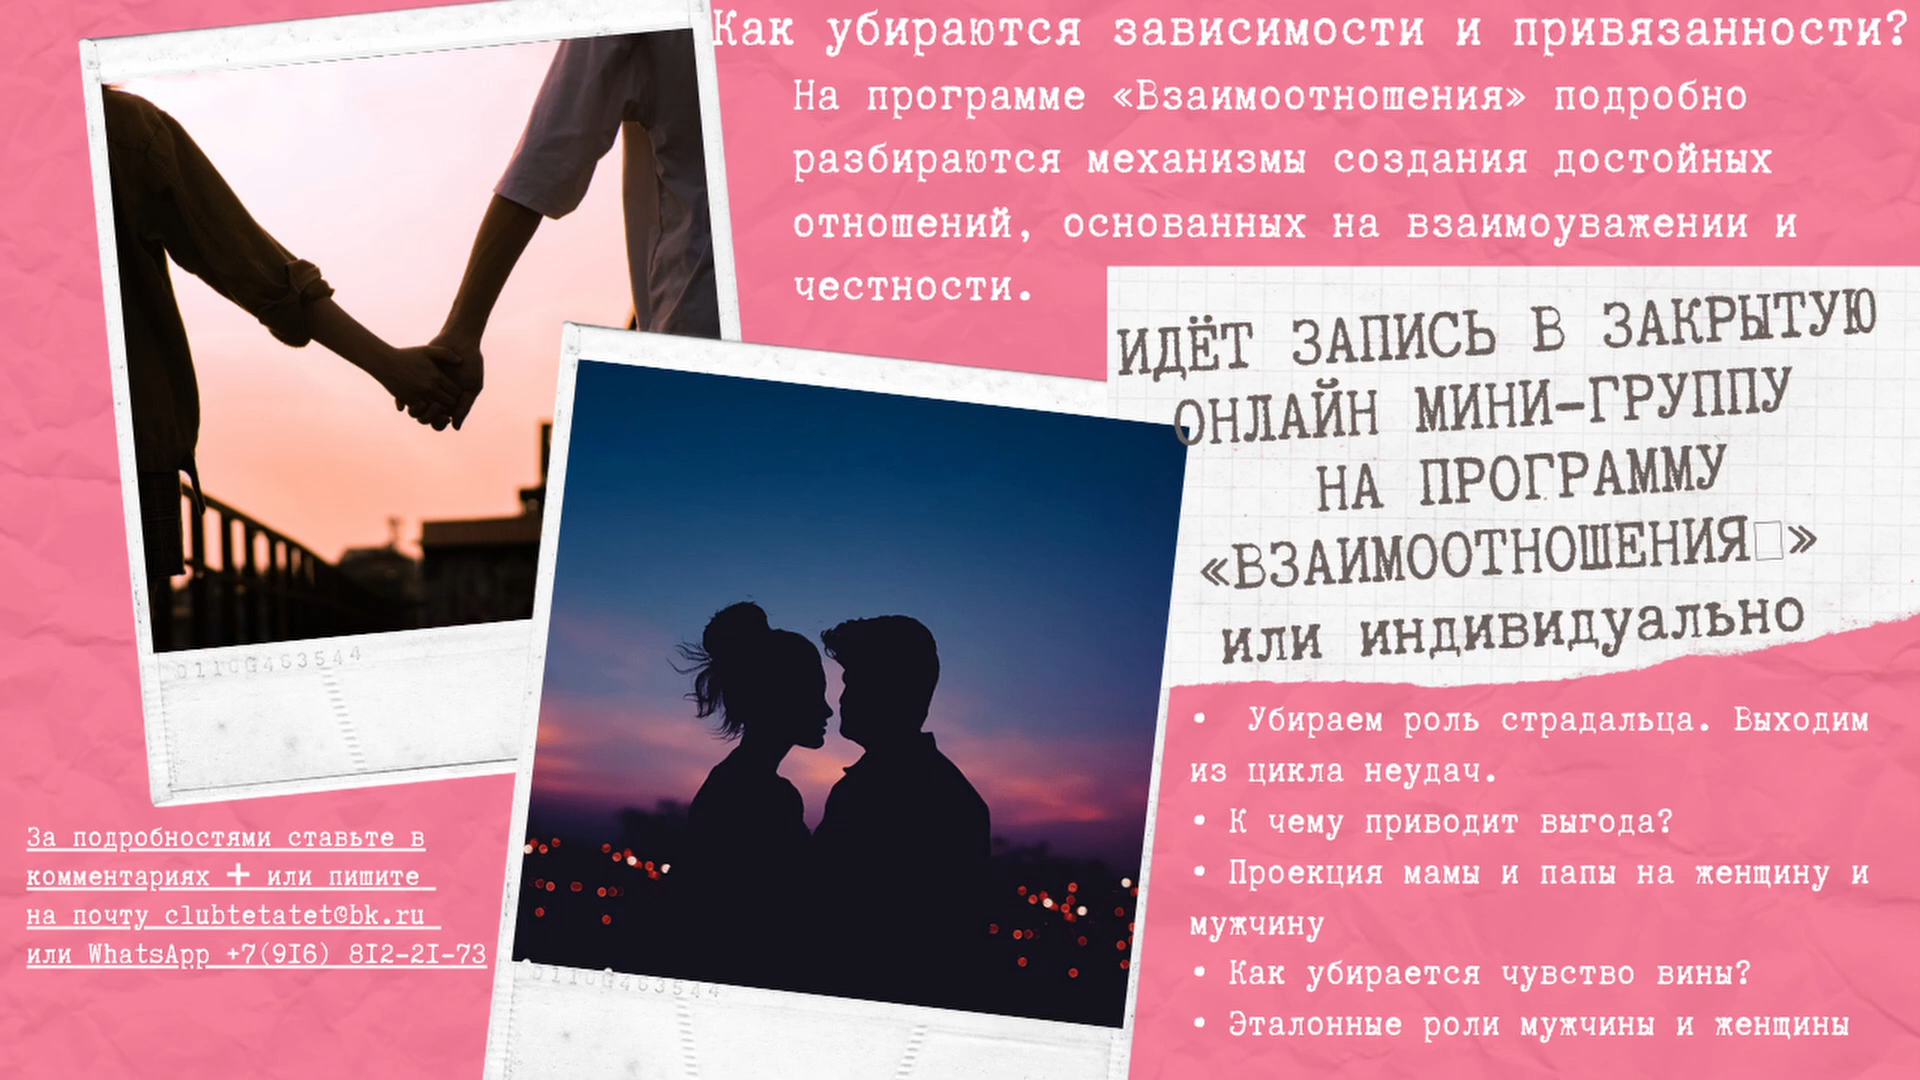 Как убираются зависимости и привязанности?
На программе «Взаимоотношения» подробно
разбираются механизмы создания достойных
отношений, основанных на взаимоуважении и
честности.
ИДЁТ ЗАПИСЬ В ЗАКРЫТУЮ
ОНЛАЙН МИНИ-ГРУППУ
НА ПРОГРАММУ
«ВЗАИМООТНОШЕНИЯ□»
или индивидуально
• Убираем роль страдальца. Выходим
из цикла неудач.
• К чему приводит выгода?
• Проекция мамы и папы на женщину и
мужчину
• Как убирается чувство вины?
• Эталонные роли мужчины и женщины
За подробностями ставьте в
комментариях + или пишите
на почту clubtetatet@bk.ru
или WhatsApp +7(916) 812-21-73
0110G463544
0110G463544